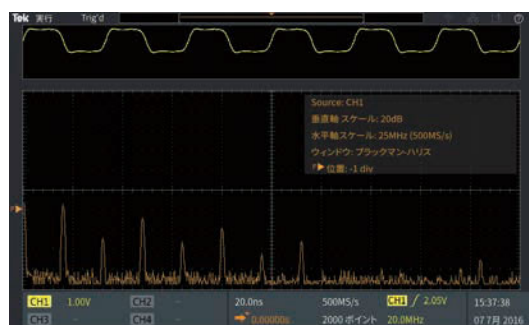 Tek 実行 Trig'd
Source: CH1
垂直軸 スケール: 20dB
水平軸スケール: 25MHz (500MS/s)
ウィンドウ: ブラックマン-ハリス
位置: -1 div
CH1 1.00V CH2 20.0ns 500MS/s CH1 / 2.05V 15:37:38
CH3 CH4 0.00000s 2000 ポイント 20.0MHz 07 7月 2016